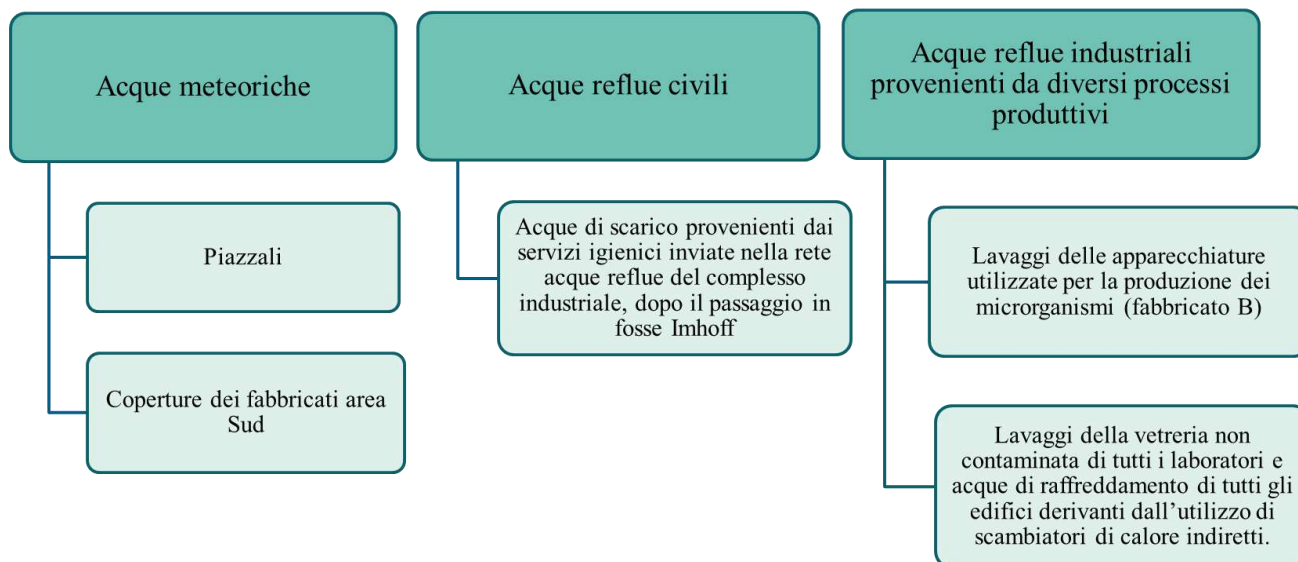 Acque meteoriche
Piazzali
Coperture dei fabbricati area
Sud
Acque reflue civili
Acque di scarico provenienti dai
servizi igienici inviate nella rete
acque reflue del complesso
industriale, dopo il passaggio in
fosse Imhoff
Acque reflue industriali
provenienti da diversi processi
produttivi
Lavaggi delle apparecchiature
utilizzate per la produzione dei
microrganismi (fabbricato B)
Lavaggi della vetreria non
contaminata di tutti i laboratori e
acque di raffreddamento di tutti gli
edifici derivanti dall’utilizzo di
scambiatori di calore indiretti.